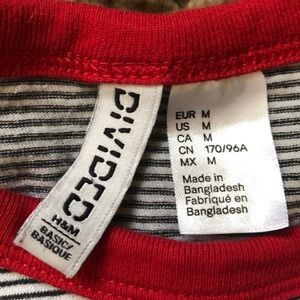 DIVIDED
H&M
BASIC/
BASIQUE
EUR M
US M
CA M
CN 170/96A
MX M
Made in
Bangladesh
Fabriqué en
Bangladesh